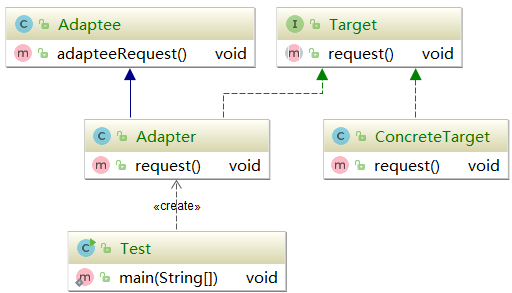 C Adaptee
m adapteeRequest() void
I Target
m request() void
C Adapter
m request() void
C ConcreteTarget
m request() void
«create»
C Test
m main(String[]) void